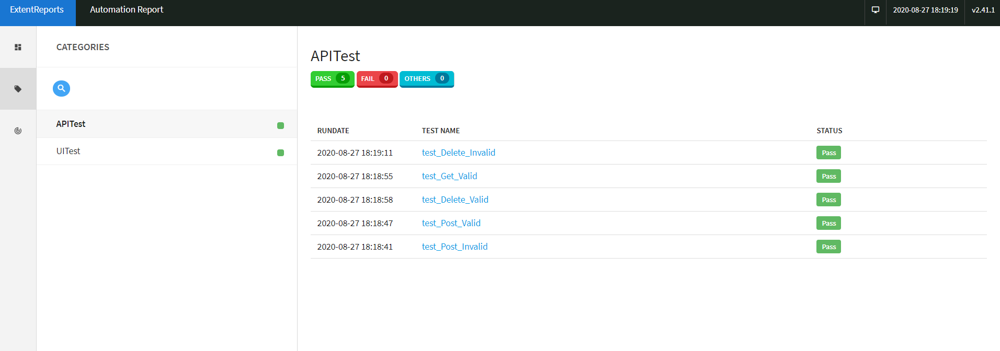 ExtentReports Automation Report 2020-08-27 18:19:19 v2.41.1
CATEGORIES
APITest
UITest
APITest
PASS 5 FAIL 0 OTHERS 0
RUNDATE TEST NAME STATUS
2020-08-27 18:19:11 test_Delete_Invalid Pass
2020-08-27 18:18:55 test_Get_Valid Pass
2020-08-27 18:18:58 test_Delete_Valid Pass
2020-08-27 18:18:47 test_Post_Valid Pass
2020-08-27 18:18:41 test_Post_Invalid Pass